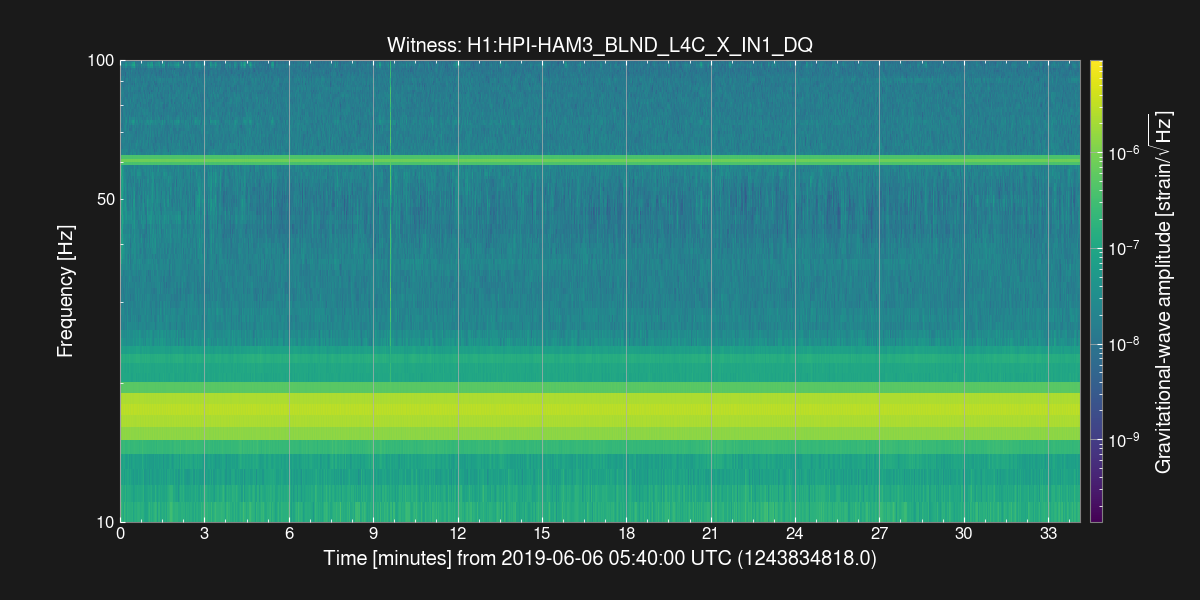 Witness: H1:HPI-HAM3_BLND_L4C_X_IN1_DQ
100
50
10
Frequency [Hz]
0 3 6 9 12 15 18 21 24 27 30 33
Time [minutes] from 2019-06-06 05:40:00 UTC (1243834818.0)
10⁻⁶
10⁻⁷
10⁻⁸
10⁻⁹
Gravitational-wave amplitude [strain/√Hz]